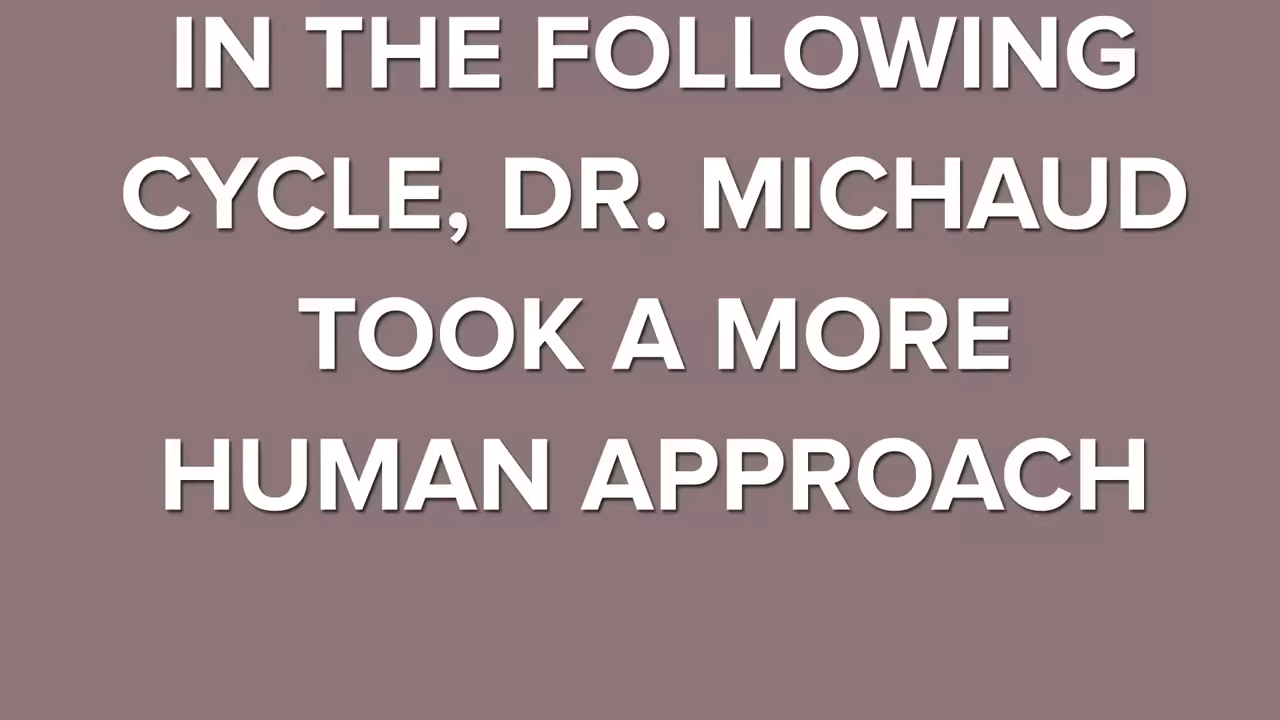 IN THE FOLLOWING
CYCLE, DR. MICHAUD
TOOK A MORE
HUMAN APPROACH